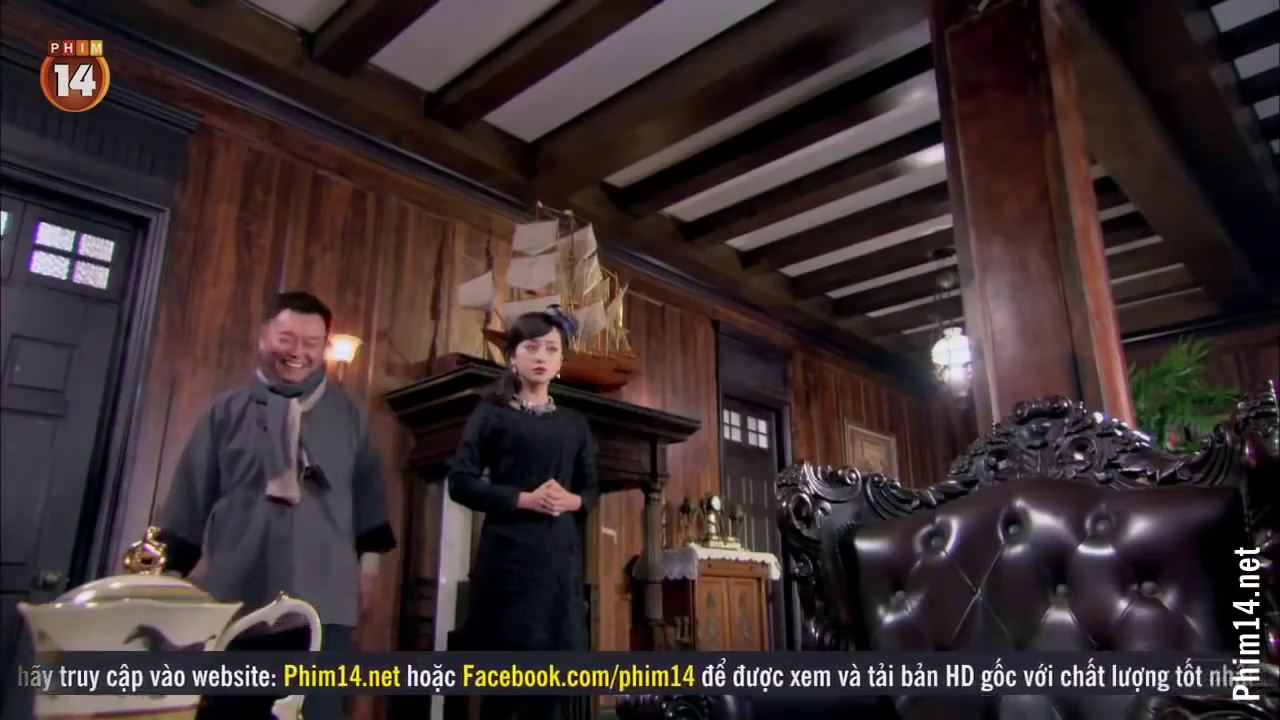 PHIM
14
hãy truy cập vào website: Phim14.net hoặc Facebook.com/phim14 để được xem và tải bản HD gốc với chất lượng tốt
Phim14.net